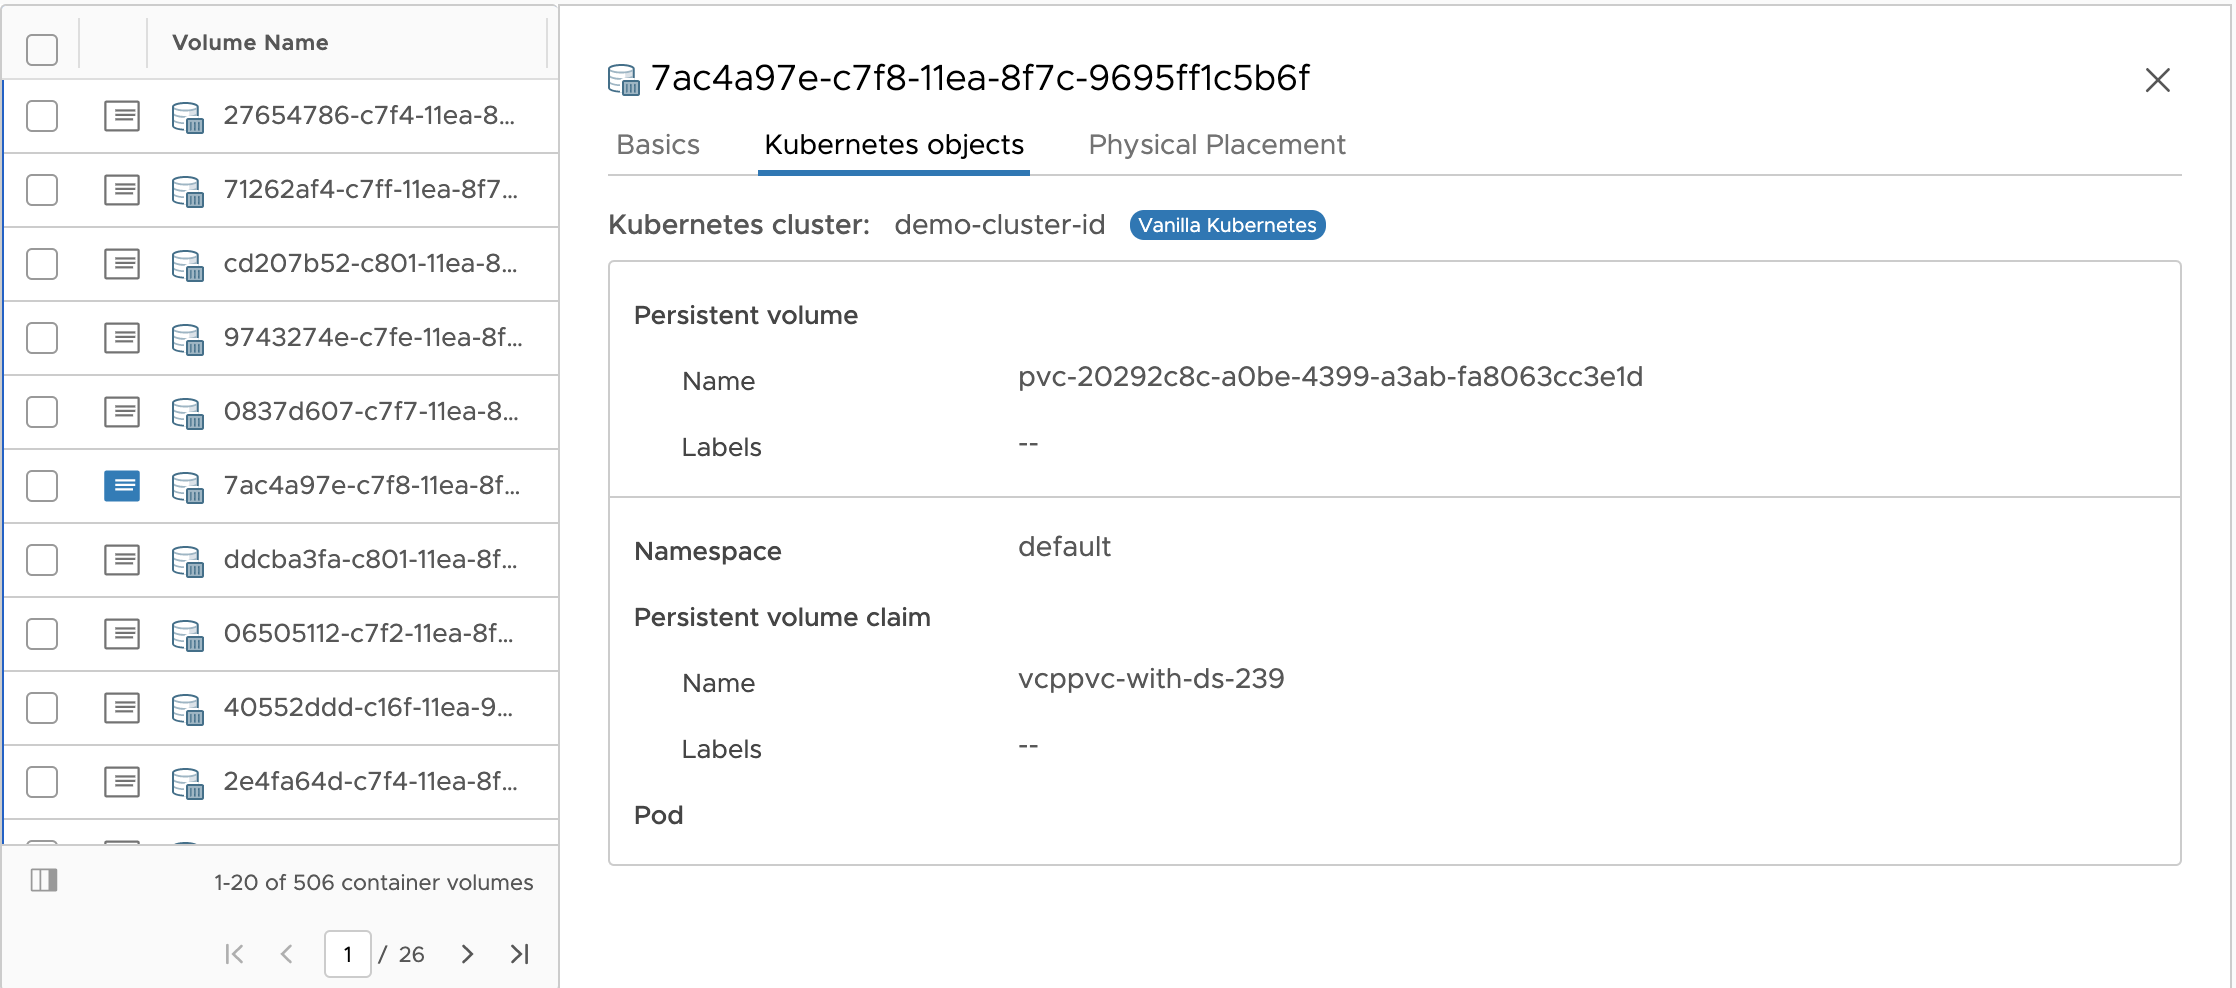 Volume Name
27654786-c7f4-11ea-8...
71262af4-c7ff-11ea-8f7...
cd207b52-c801-11ea-8...
9743274e-c7fe-11ea-8f...
0837d607-c7f7-11ea-8...
7ac4a97e-c7f8-11ea-8f...
ddcba3fa-c801-11ea-8f...
06505112-c7f2-11ea-8f...
40552ddd-c16f-11ea-9...
2e4fa64d-c7f4-11ea-8f...
1-20 of 506 container volumes
1 / 26
7ac4a97e-c7f8-11ea-8f7c-9695ff1c5b6f
Basics Kubernetes objects Physical Placement
Kubernetes cluster: demo-cluster-id Vanilla Kubernetes
Persistent volume
Name pvc-20292c8c-a0be-4399-a3ab-fa8063cc3e1d
Labels --
Namespace default
Persistent volume claim
Name vcppvc-with-ds-239
Labels --
Pod